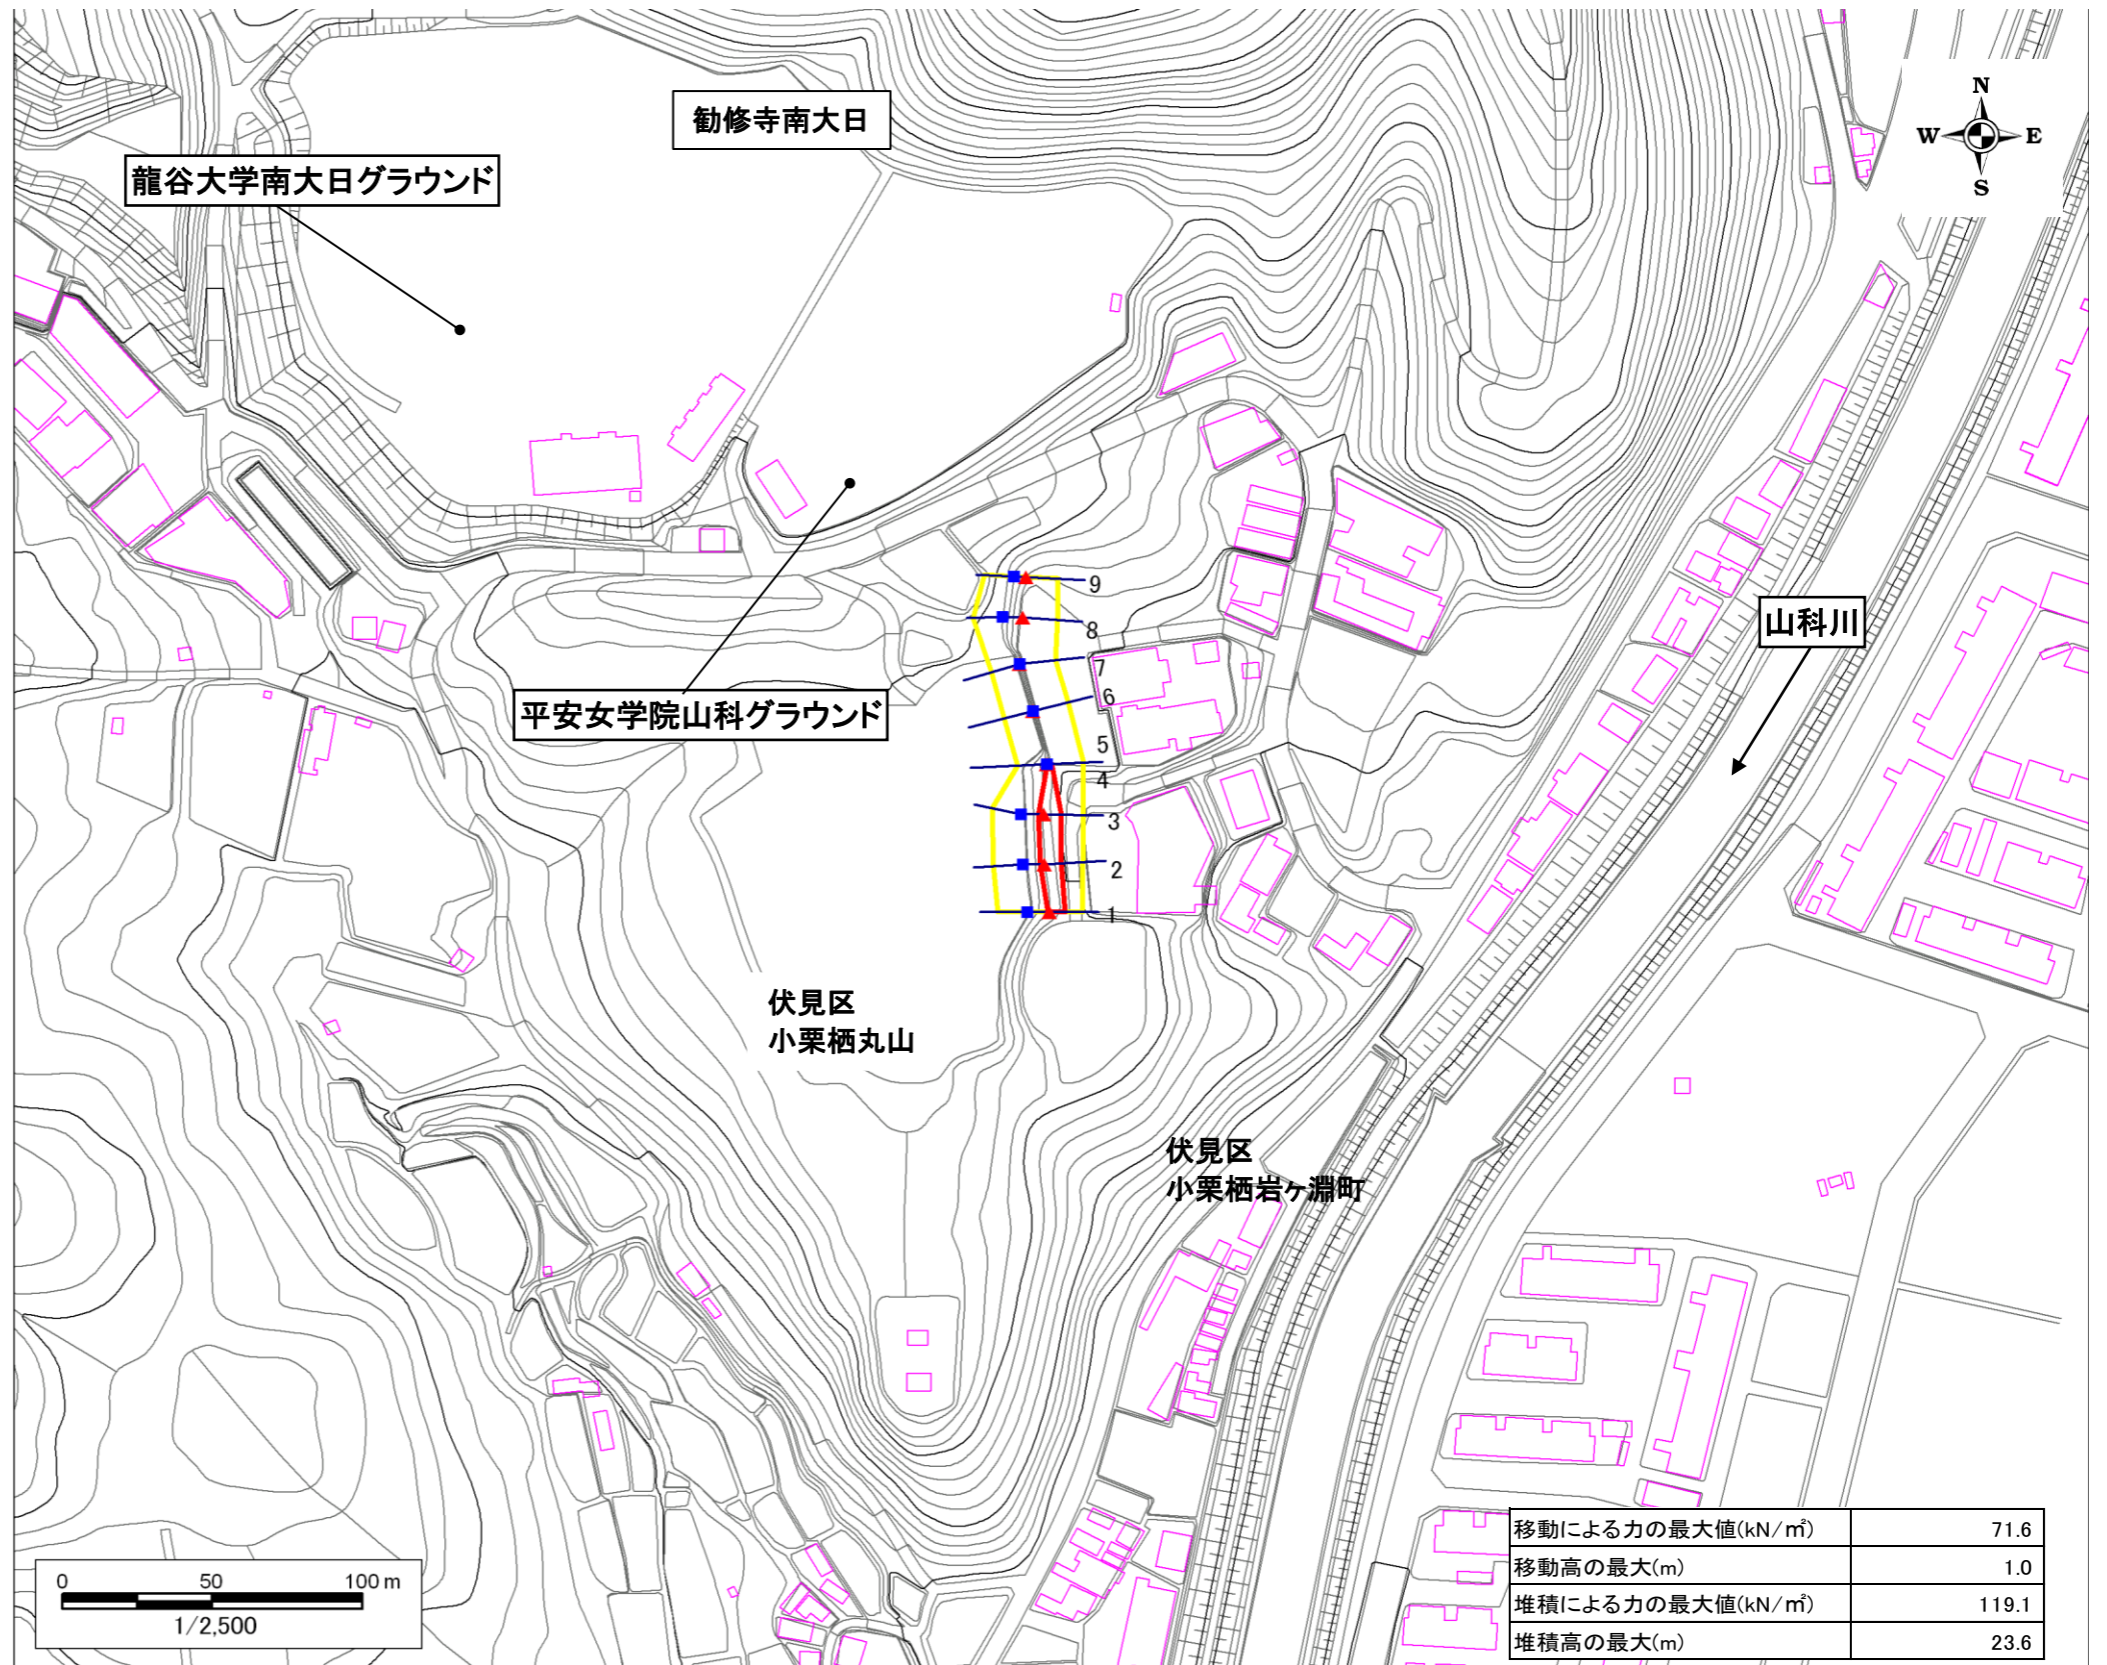 勧修寺南大日
N
W E
S
龍谷大学南大日グラウンド
9
8
山科川
7
6
平安女学院山科グラウンド
5
4
3
2
1
伏見区
小栗栖丸山
伏見区
小栗栖岩ヶ淵町
移動による力の最大値(kN/㎡) 71.6
移動高の最大(m) 1.0
堆積による力の最大値(kN/㎡) 119.1
堆積高の最大(m) 23.6
0 50 100 m
1/2,500